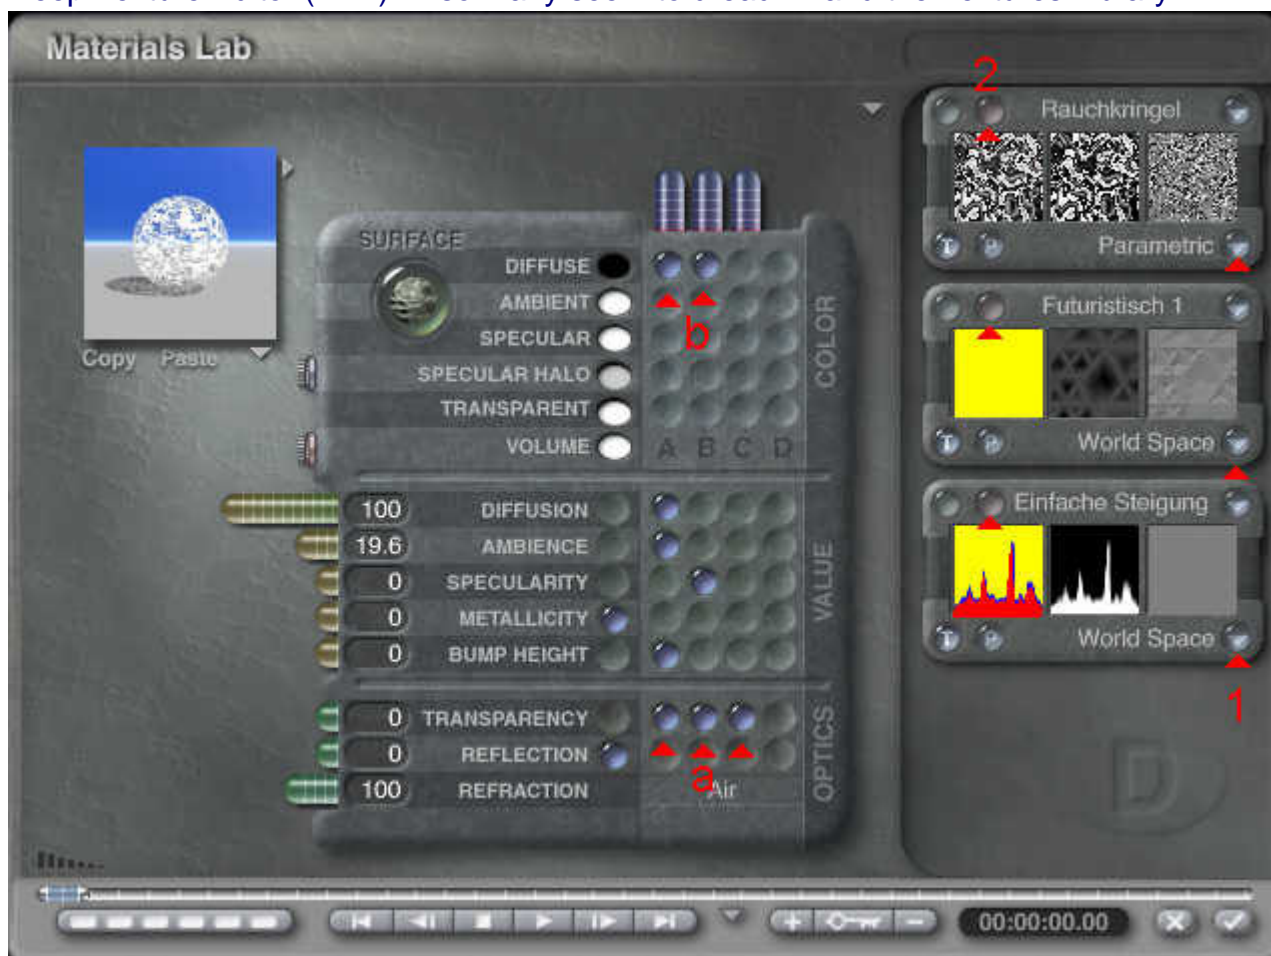 Materials Lab
2
Rauchkringel
Parametric
SURFACE
DIFFUSE
AMBIENT
SPECULAR
SPECULAR HALO
TRANSPARENT
VOLUME
A B C D
COLOR
b
Copy Paste
Futuristisch 1
World Space
100 DIFFUSION
19.6 AMBIENCE
0 SPECULARITY
0 METALLICITY
0 BUMP HEIGHT
VALUE
Einfache Steigung
World Space
1
0 TRANSPARENCY
0 REFLECTION
100 REFRACTION
a
Air
OPTICS
00:00:00.00